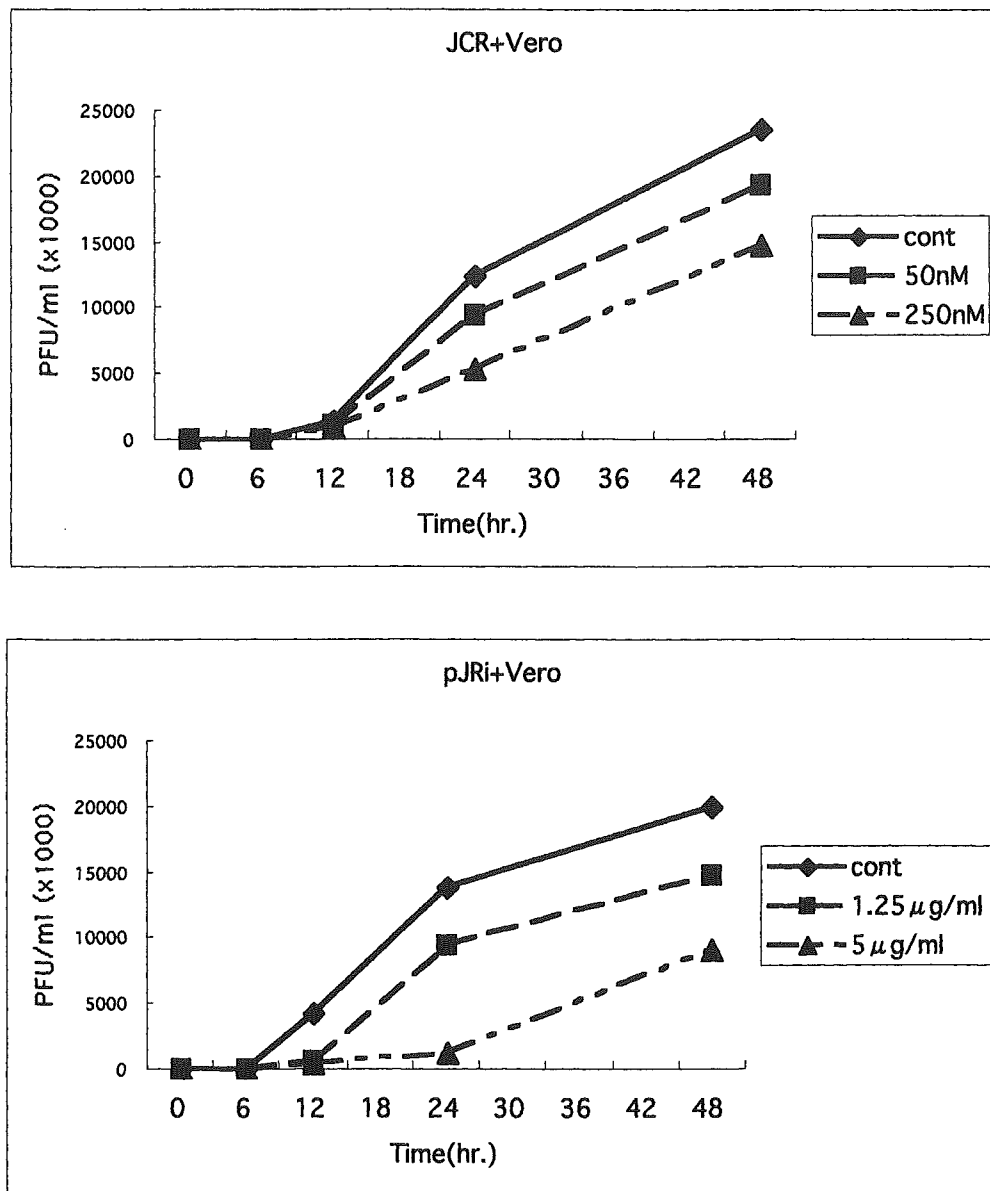 JCR+Vero
25000
20000
15000
10000
5000
0
PFU/ml (x1000)
0 6 12 18 24 30 36 42 48
Time(hr.)
cont
50nM
250nM
pJRi+Vero
25000
20000
15000
10000
5000
0
PFU/ml (x1000)
0 6 12 18 24 30 36 42 48
Time(hr.)
cont
1.25μg/ml
5μg/ml